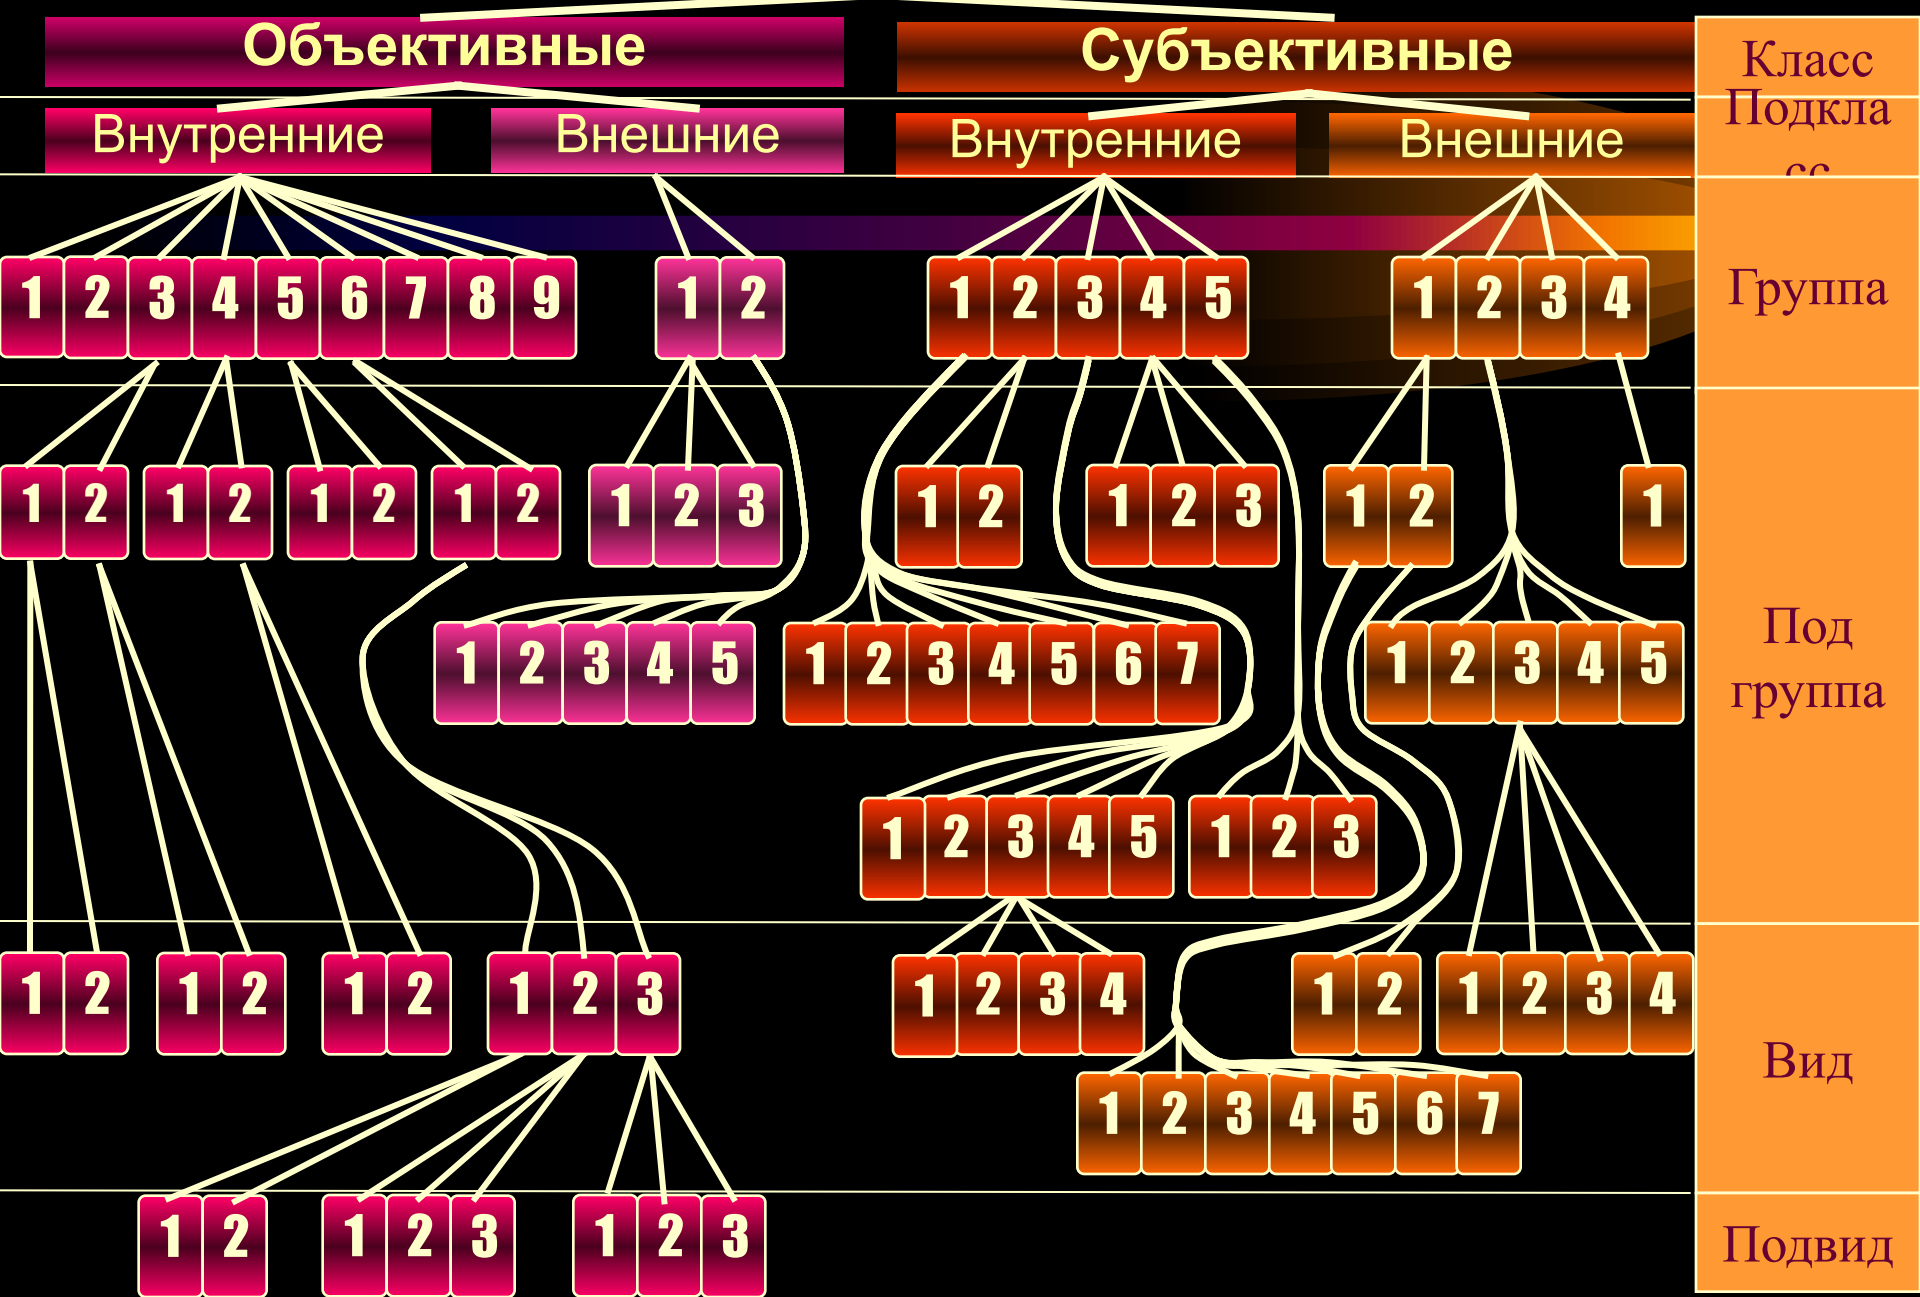 Объективные
Субъективные
Класс
Внутренние
Внешние
Внутренние
Внешние
Подкла
сс
1 2 3 4 5 6 7 8 9
1 2
1 2 3 4 5
1 2 3 4
Группа
1 2
1 2
1 2
1 2
1 2 3
1 2
1 2 3
1 2
1
Под
группа
1 2 3 4 5
1 2 3 4 5 6 7
1 2 3 4 5
1 2 3 4 5
1 2 3
1 2
1 2
1 2
1 2 3
1 2 3 4
1 2
1 2 3 4
Вид
1 2 3 4 5 6 7
1 2
1 2 3
1 2 3
Подвид